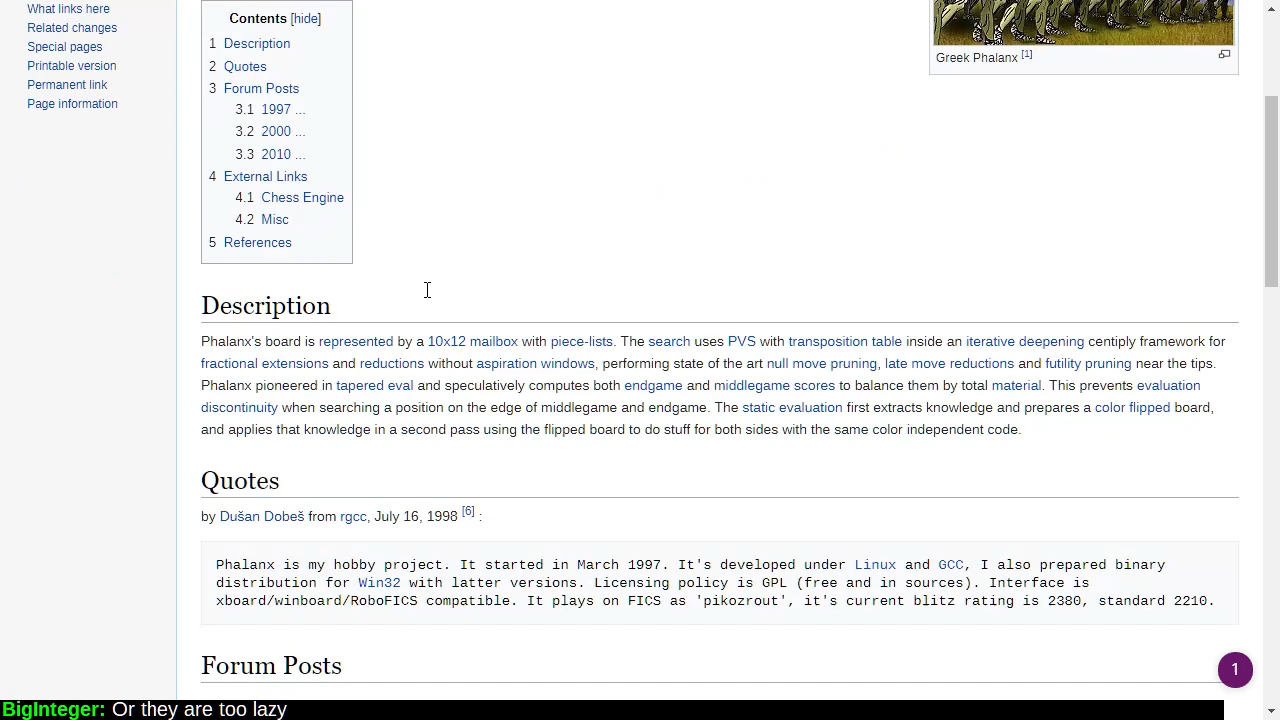 What links here
Related changes
Special pages
Printable version
Permanent link
Page information
Contents [hide]
1 Description
2 Quotes
3 Forum Posts
3.1 1997 ...
3.2 2000 ...
3.3 2010 ...
4 External Links
4.1 Chess Engine
4.2 Misc
5 References
Greek Phalanx [1]
Description
Phalanx's board is represented by a 10x12 mailbox with piece-lists. The search uses PVS with transposition table inside an iterative deepening centiply framework for
fractional extensions and reductions without aspiration windows, performing state of the art null move pruning, late move reductions and futility pruning near the tips.
Phalanx pioneered in tapered eval and speculatively computes both endgame and middlegame scores to balance them by total material. This prevents evaluation
discontinuity when searching a position on the edge of middlegame and endgame. The static evaluation first extracts knowledge and prepares a color flipped board,
and applies that knowledge in a second pass using the flipped board to do stuff for both sides with the same color independent code.
Quotes
by Dušan Dobeš from rgcc, July 16, 1998 [6] :
Phalanx is my hobby project. It started in March 1997. It's developed under Linux and GCC, I also prepared binary
distribution for Win32 with latter versions. Licensing policy is GPL (free and in sources). Interface is
xboard/winboard/RoboFICS compatible. It plays on FICS as 'pikozrout', it's current blitz rating is 2380, standard 2210.
Forum Posts
1
BigInteger: Or they are too lazy